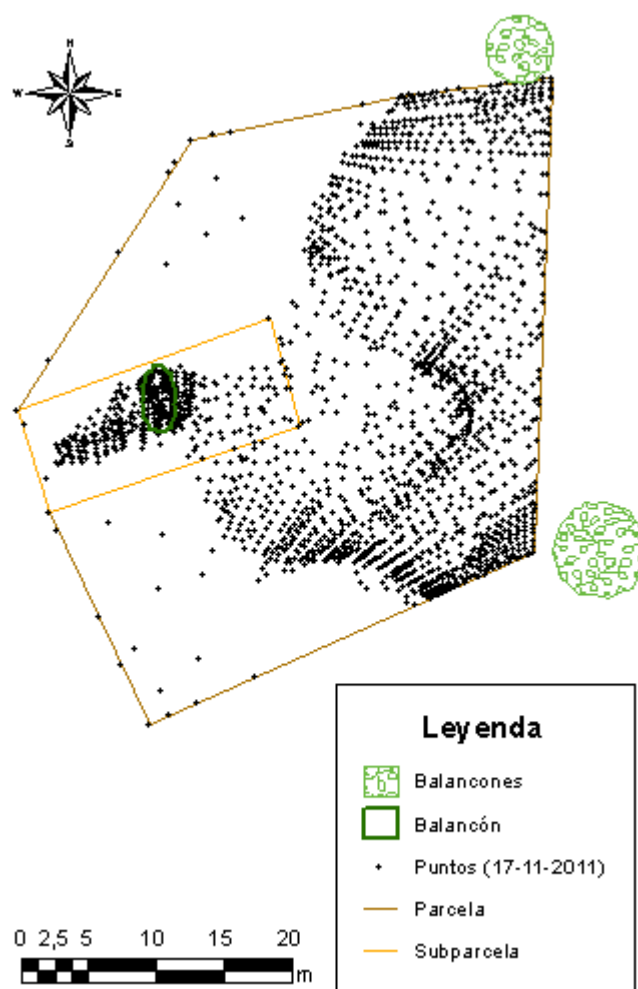 N
W E
S
Leyenda
Balancones
Balancón
Puntos (17-11-2011)
Parcela
Subparcela
0 2,5 5 10 15 20
m